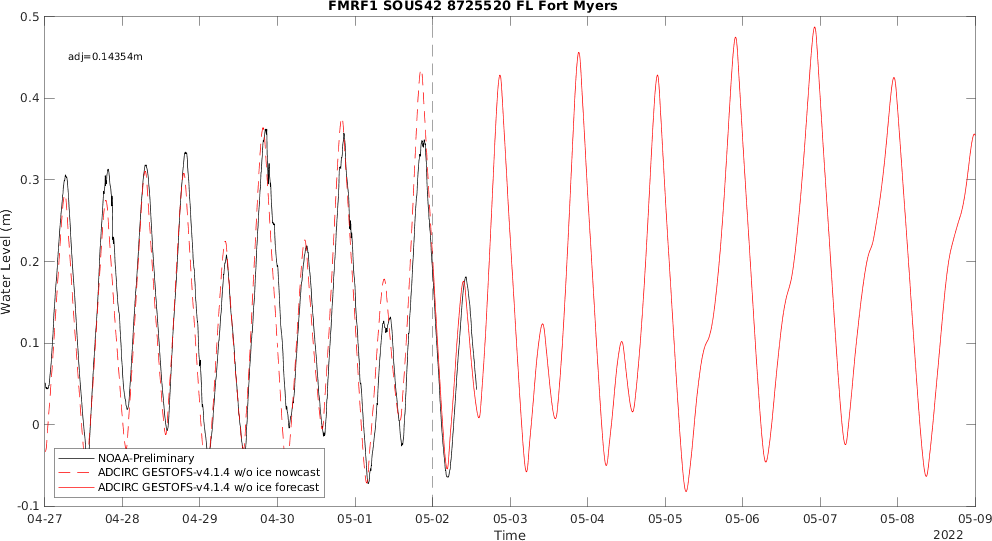 FMRF1 SOUS42 8725520 FL Fort Myers
adj=0.14354m
0.5
0.4
0.3
0.2
0.1
0
-0.1
Water Level (m)
NOAA-Preliminary
ADCIRC GESTOFS-v4.1.4 w/o ice nowcast
ADCIRC GESTOFS-v4.1.4 w/o ice forecast
04-27 04-28 04-29 04-30 05-01 05-02 05-03 05-04 05-05 05-06 05-07 05-08 05-09
Time
2022